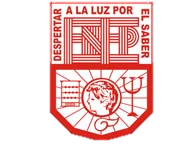 DESPERTAR
A LA LUZ POR
EL SABER
ENP